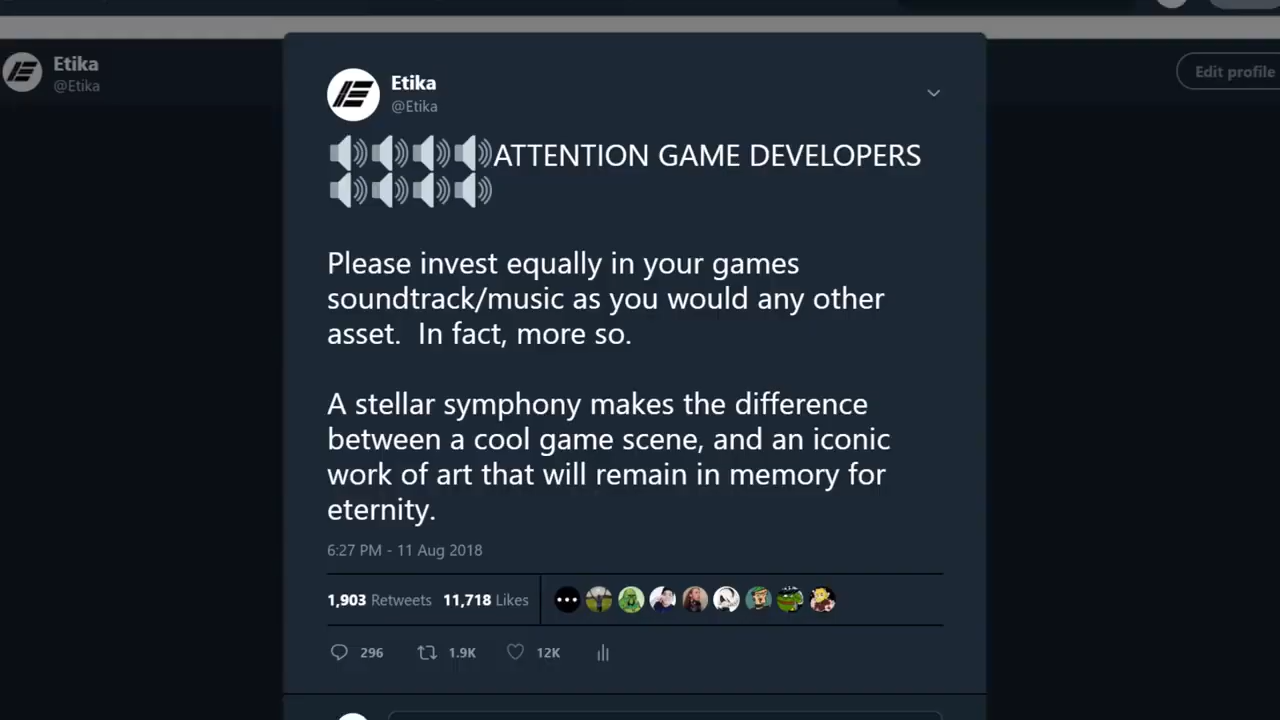 Etika
@Etika
Edit profile
Etika
@Etika
🔊🔊🔊🔊ATTENTION GAME DEVELOPERS
🔊🔊🔊🔊
Please invest equally in your games
soundtrack/music as you would any other
asset.  In fact, more so.
A stellar symphony makes the difference
between a cool game scene, and an iconic
work of art that will remain in memory for
eternity.
6:27 PM - 11 Aug 2018
1,903 Retweets 11,718 Likes
296 1.9K 12K